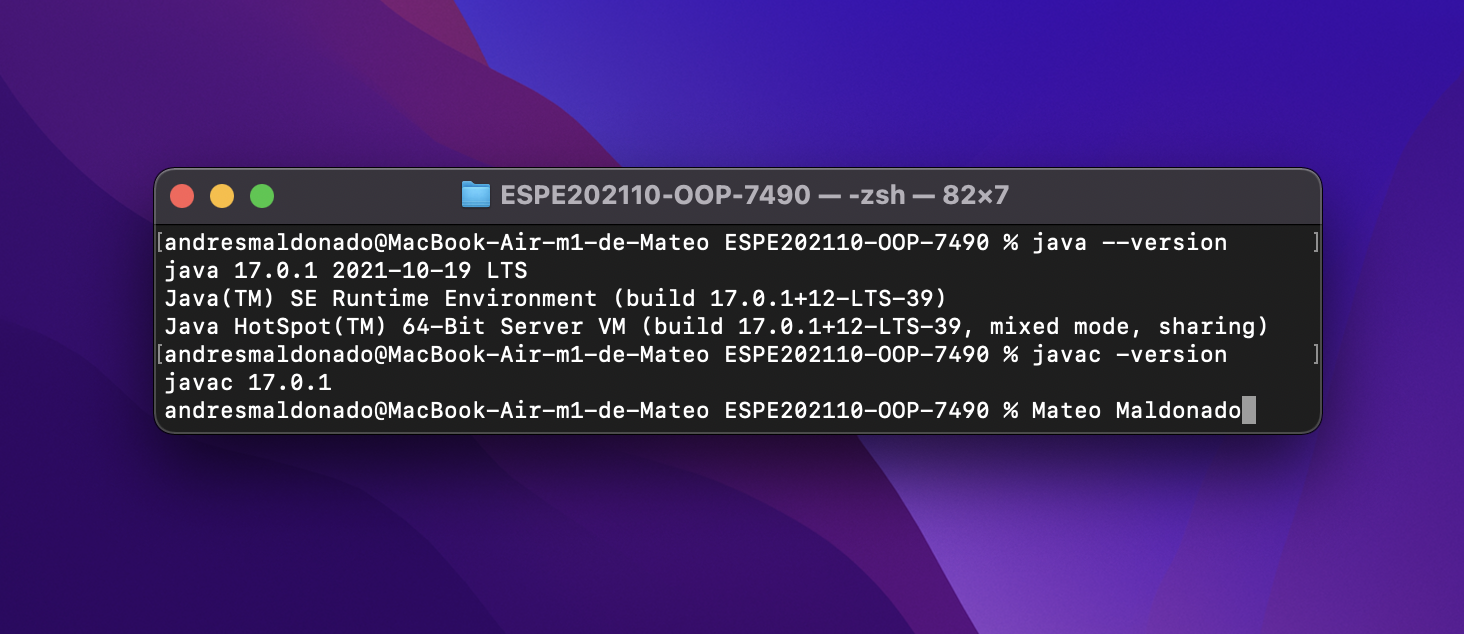 ESPE202110-OOP-7490 — -zsh — 82×7
[andresmaldonado@MacBook-Air-m1-de-Mateo ESPE202110-OOP-7490 % java --version ]
java 17.0.1 2021-10-19 LTS
Java(TM) SE Runtime Environment (build 17.0.1+12-LTS-39)
Java HotSpot(TM) 64-Bit Server VM (build 17.0.1+12-LTS-39, mixed mode, sharing)
[andresmaldonado@MacBook-Air-m1-de-Mateo ESPE202110-OOP-7490 % javac -version ]
javac 17.0.1
andresmaldonado@MacBook-Air-m1-de-Mateo ESPE202110-OOP-7490 % Mateo Maldonado